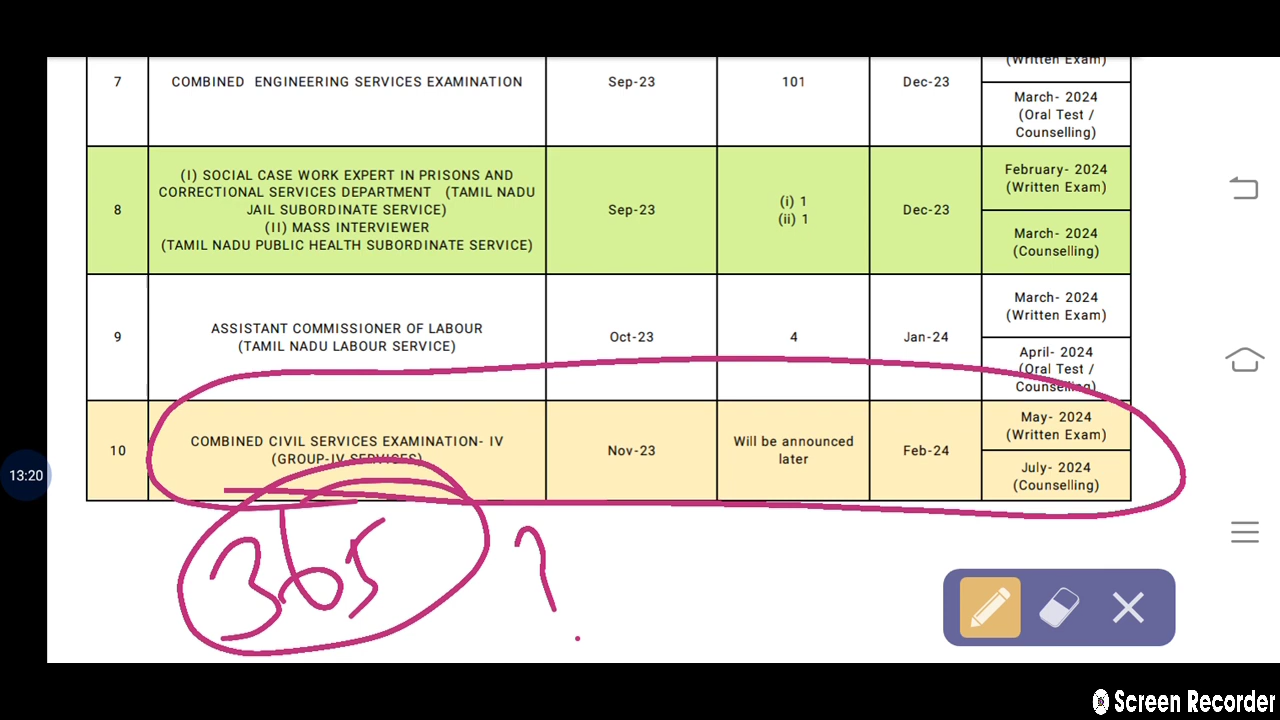 (Written Exam)
7
COMBINED ENGINEERING SERVICES EXAMINATION
Sep-23
101
Dec-23
March- 2024
(Oral Test /
Counselling)
8
(I) SOCIAL CASE WORK EXPERT IN PRISONS AND
CORRECTIONAL SERVICES DEPARTMENT (TAMIL NADU
JAIL SUBORDINATE SERVICE)
(II) MASS INTERVIEWER
(TAMIL NADU PUBLIC HEALTH SUBORDINATE SERVICE)
Sep-23
(i) 1
(ii) 1
Dec-23
February- 2024
(Written Exam)
March- 2024
(Counselling)
9
ASSISTANT COMMISSIONER OF LABOUR
(TAMIL NADU LABOUR SERVICE)
Oct-23
4
Jan-24
March- 2024
(Written Exam)
April- 2024
(Oral Test /
Counselling)
10
COMBINED CIVIL SERVICES EXAMINATION- IV
(GROUP-IV SERVICES)
Nov-23
Will be announced
later
Feb-24
May- 2024
(Written Exam)
July- 2024
(Counselling)
13:20
365 ?
Screen Recorder